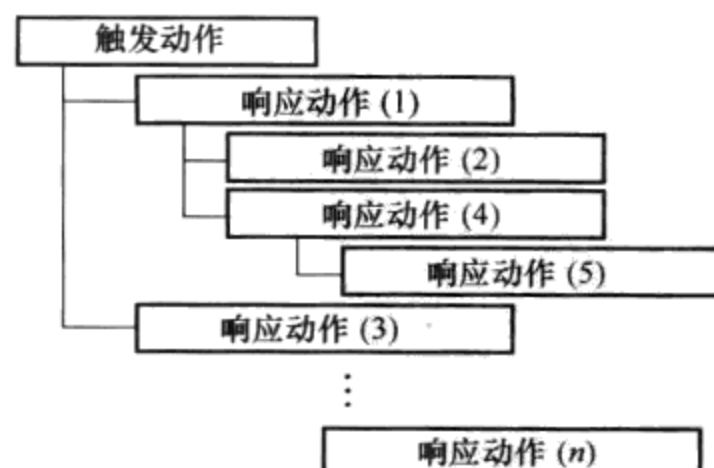 触发动作
响应动作 (1)
响应动作 (2)
响应动作 (4)
响应动作 (5)
响应动作 (3)
⋮
响应动作 (n)